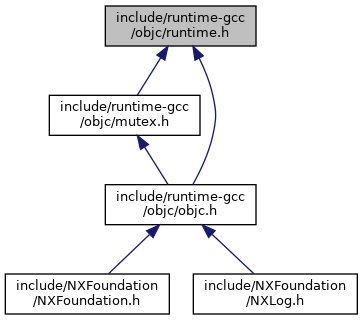 include/runtime-gcc
/objc/runtime.h
include/runtime-gcc
/objc/mutex.h
include/runtime-gcc
/objc/objc.h
include/NXFoundation
/NXFoundation.h
include/NXFoundation
/NXLog.h